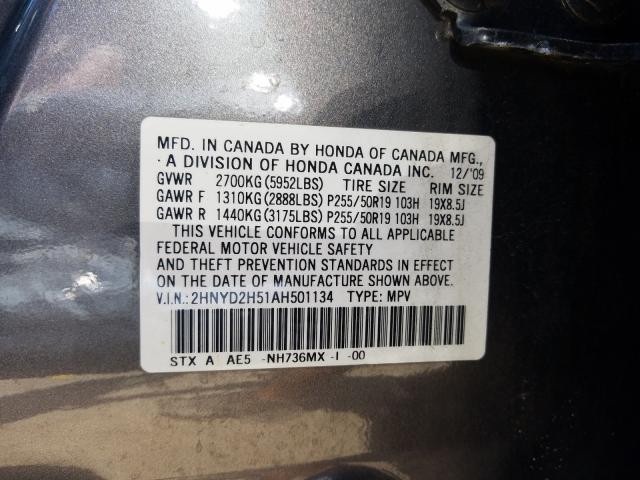 MFD. IN CANADA BY HONDA OF CANADA MFG.,
· A DIVISION OF HONDA CANADA INC. 12/'09
GVWR 2700KG(5952LBS) TIRE SIZE RIM SIZE
GAWR F 1310KG(2888LBS) P255/50R19 103H 19X8.5J
GAWR R 1440KG(3175LBS) P255/50R19 103H 19X8.5J
THIS VEHICLE CONFORMS TO ALL APPLICABLE
FEDERAL MOTOR VEHICLE SAFETY
AND THEFT PREVENTION STANDARDS IN EFFECT
ON THE DATE OF MANUFACTURE SHOWN ABOVE.
V.I.N.: 2HNYD2H51AH501134 TYPE: MPV
STX A AE5 -NH736MX -I -00